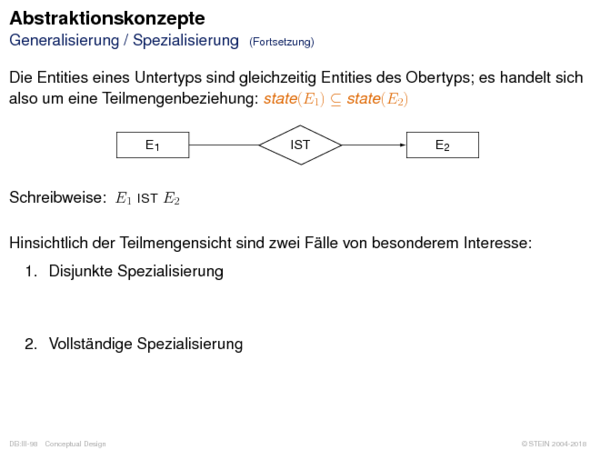 Abstraktionskonzepte
Generalisierung / Spezialisierung (Fortsetzung)
Die Entities eines Untertyps sind gleichzeitig Entities des Obertyps; es handelt sich
also um eine Teilmengenbeziehung: state(E₁) ⊆ state(E₂)
E₁ IST E₂
Schreibweise: E₁ IST E₂
Hinsichtlich der Teilmengensicht sind zwei Fälle von besonderem Interesse:
1. Disjunkte Spezialisierung
2. Vollständige Spezialisierung
DB:III-98 Conceptual Design © STEIN 2004-2018